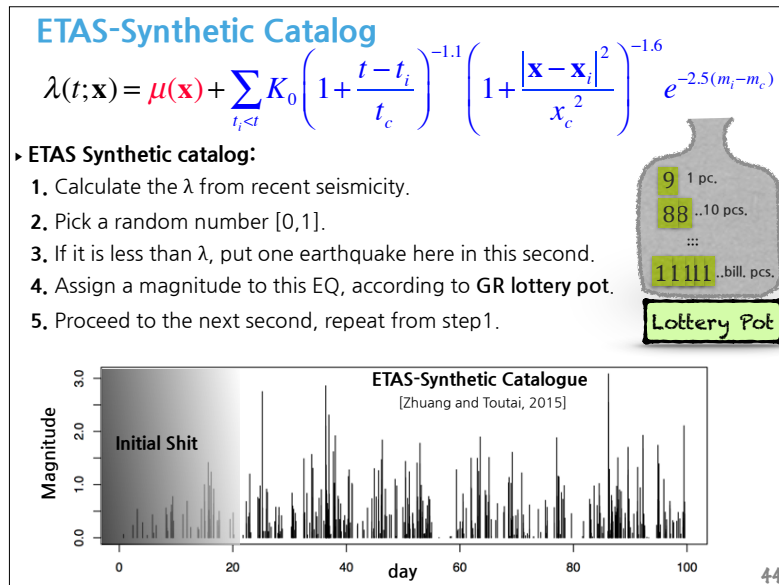 ETAS-Synthetic Catalog
λ(t;x) = μ(x) + ∑_{t_i<t} K_0 (1 + (t − t_i)/t_c)^{−1.1} (1 + |x − x_i|^2/x_c^2)^{−1.6} e^{−2.5(m_i−m_c)}
▸ ETAS Synthetic catalog:
1. Calculate the λ from recent seismicity.
2. Pick a random number [0,1].
3. If it is less than λ, put one earthquake here in this second.
4. Assign a magnitude to this EQ, according to GR lottery pot.
5. Proceed to the next second, repeat from step1.
9 1 pc.
88 ..10 pcs.
:::
11111 ..bill. pcs.
Lottery Pot
ETAS-Synthetic Catalogue
[Zhuang and Toutai, 2015]
Initial Shit
Magnitude
3.0
2.0
1.0
0.0
0 20 40 60 80 100
day
44